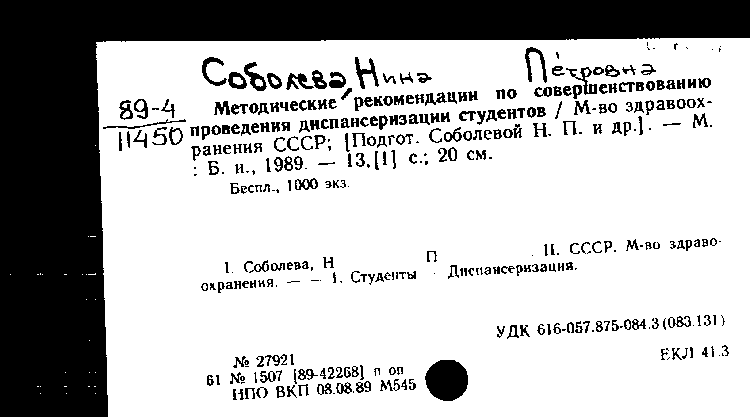 Соболева, Нина Петровна
89-4
11450
Методические рекомендации по совершенствованию
проведения диспансеризации студентов / М-во здравоох-
ранения СССР; [Подгот. Соболевой Н. П. и др.]. — М.
: Б. и., 1989. — 13,[1] с.; 20 см.
Беспл., 1000 экз.
I. Соболева, Н П II. СССР. М-во здраво-
охранения. — — 1. Студенты - Диспансеризация.
УДК 616-057.875-084.3(083.131)
№ 27921
ЕКЛ 41.3
61 № 1507 [89-42268] п оп
НПО ВКП 08.08.89 М545